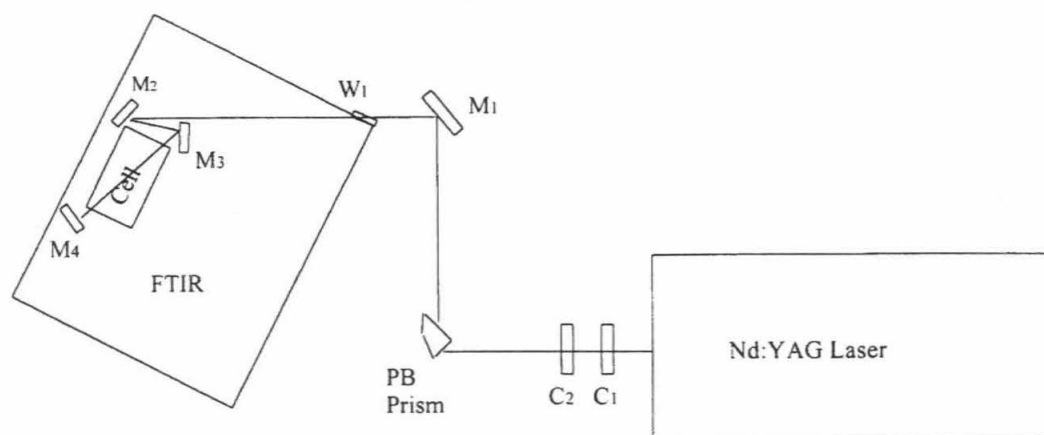 M2
W1
M1
M3
Cell
M4
FTIR
Nd:YAG Laser
PB
Prism
C2
C1